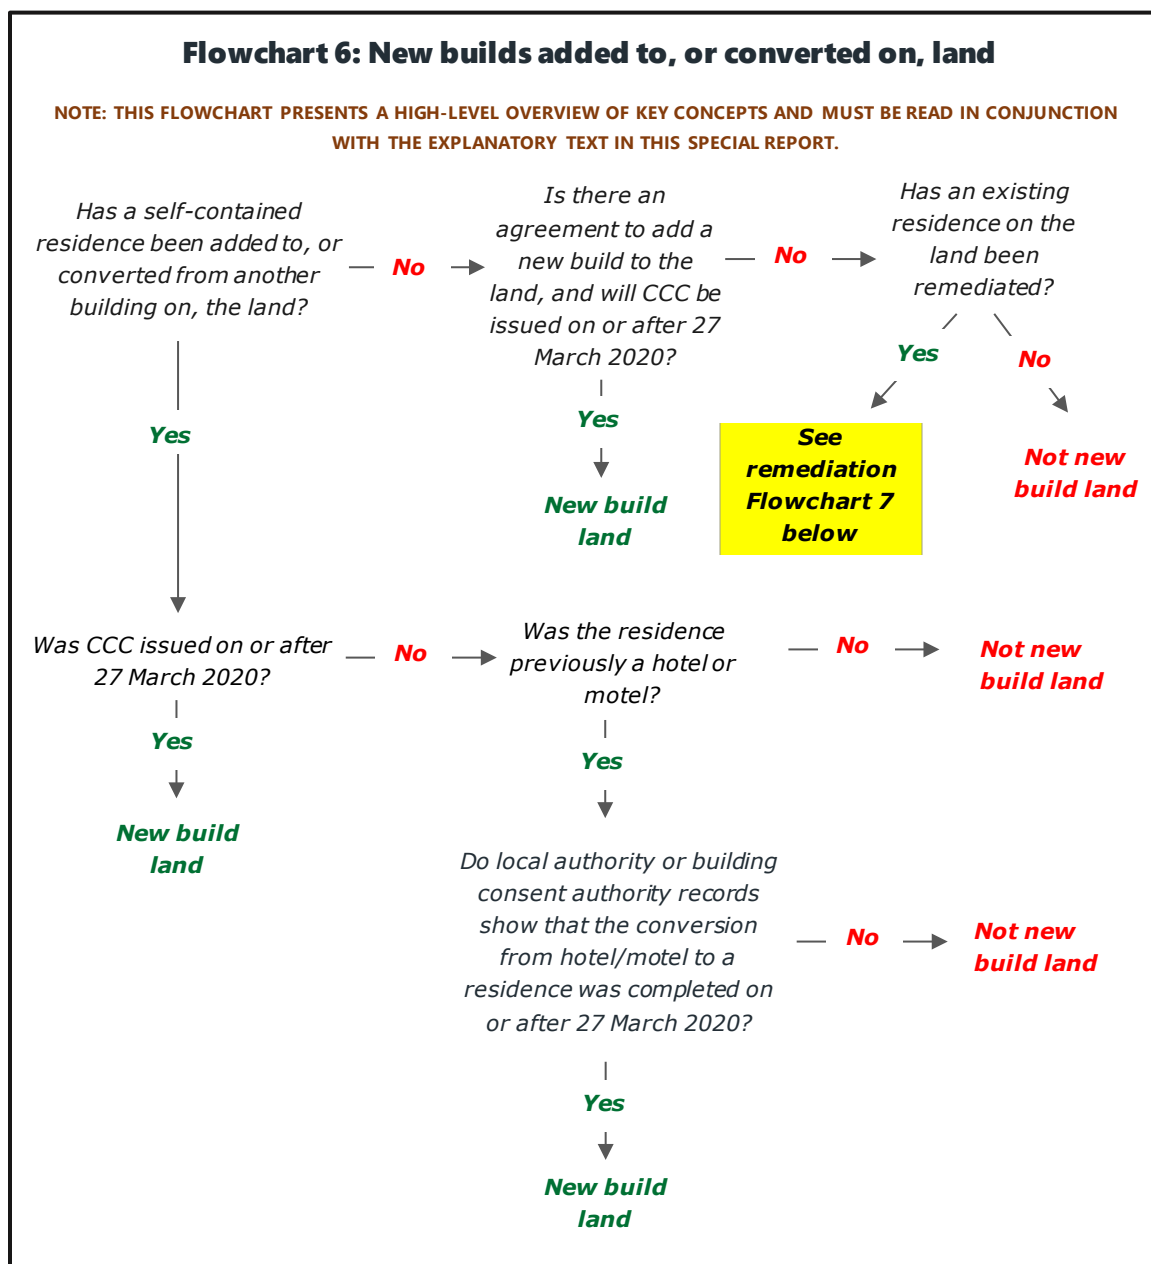 Flowchart 6: New builds added to, or converted on, land
NOTE: THIS FLOWCHART PRESENTS A HIGH-LEVEL OVERVIEW OF KEY CONCEPTS AND MUST BE READ IN CONJUNCTION
WITH THE EXPLANATORY TEXT IN THIS SPECIAL REPORT.
Has a self-contained
residence been added to, or
converted from another
building on, the land?
No
Is there an
agreement to add a
new build to the
land, and will CCC be
issued on or after 27
March 2020?
No
Has an existing
residence on the
land been
remediated?
Yes
No
Yes
Yes
See
remediation
Flowchart 7
below
Not new
build land
New build
land
Was CCC issued on or after
27 March 2020?
No
Was the residence
previously a hotel or
motel?
No
Not new
build land
Yes
Yes
New build
land
Do local authority or building
consent authority records
show that the conversion
from hotel/motel to a
residence was completed on
or after 27 March 2020?
No
Not new
build land
Yes
New build
land